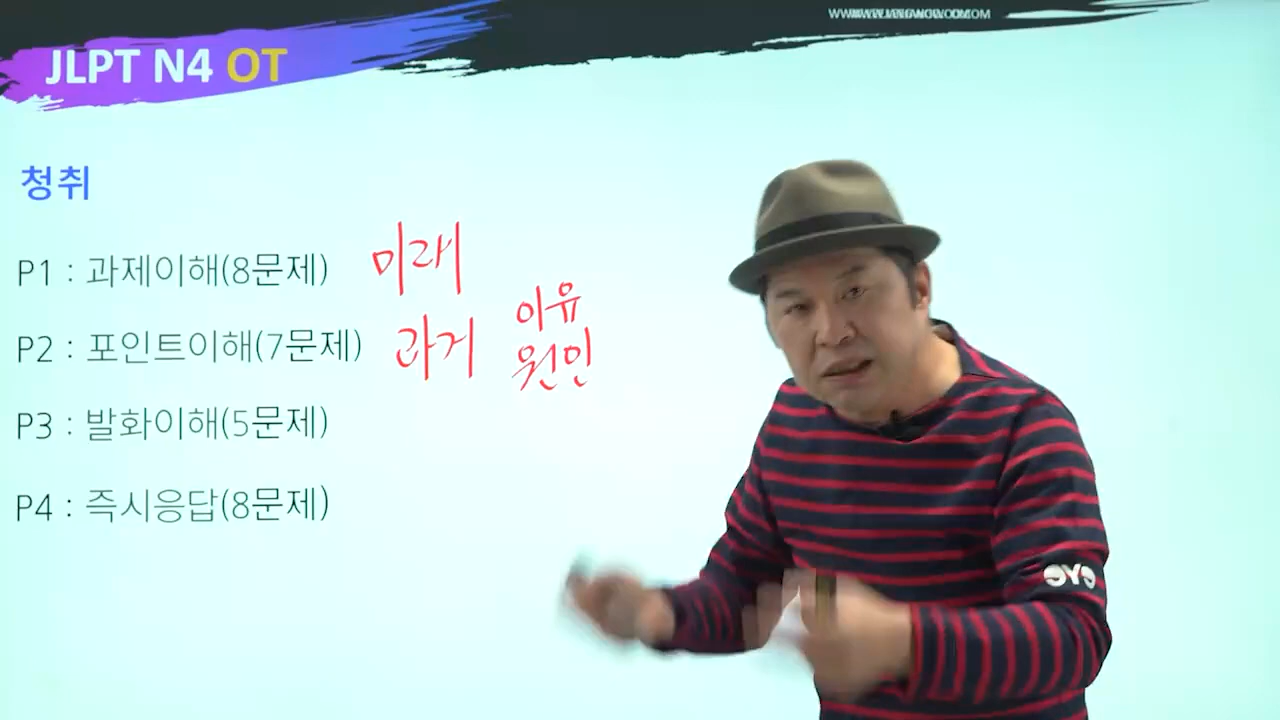 JLPT N4 OT
청취
P1 : 과제이해(8문제) 미래
P2 : 포인트이해(7문제) 과거 이유 원인
P3 : 발화이해(5문제)
P4 : 즉시응답(8문제)
eye